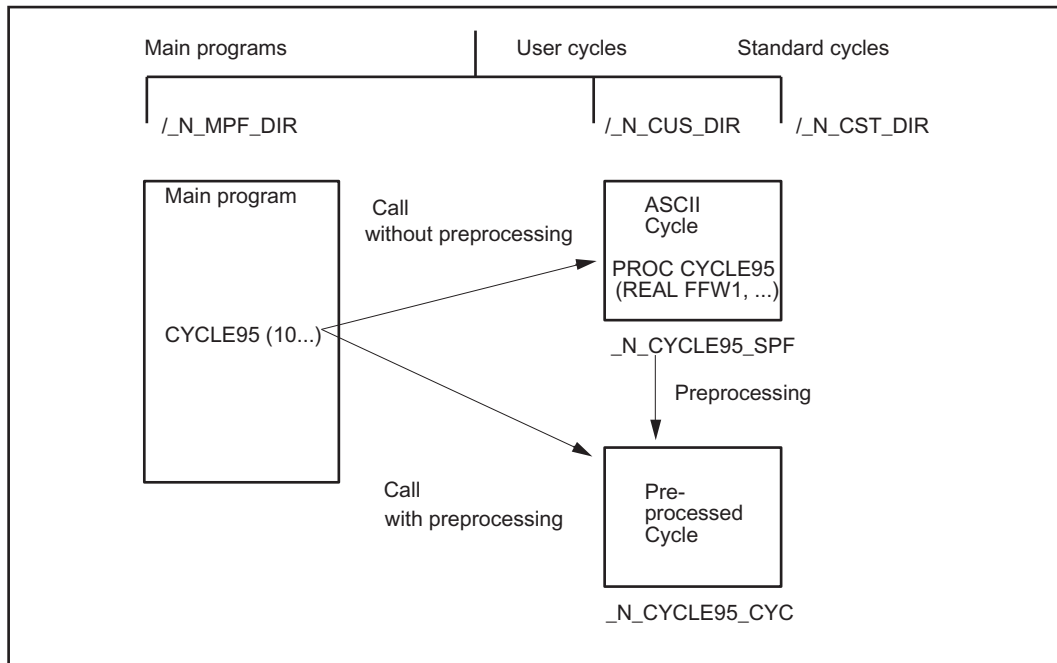 Main programs
User cycles
Standard cycles
/_N_MPF_DIR
/_N_CUS_DIR
/_N_CST_DIR
Main program
CYCLE95 (10...)
Call
without preprocessing
ASCII
Cycle
PROC CYCLE95
(REAL FFW1, ...)
_N_CYCLE95_SPF
Preprocessing
Call
with preprocessing
Pre-
processed
Cycle
_N_CYCLE95_CYC